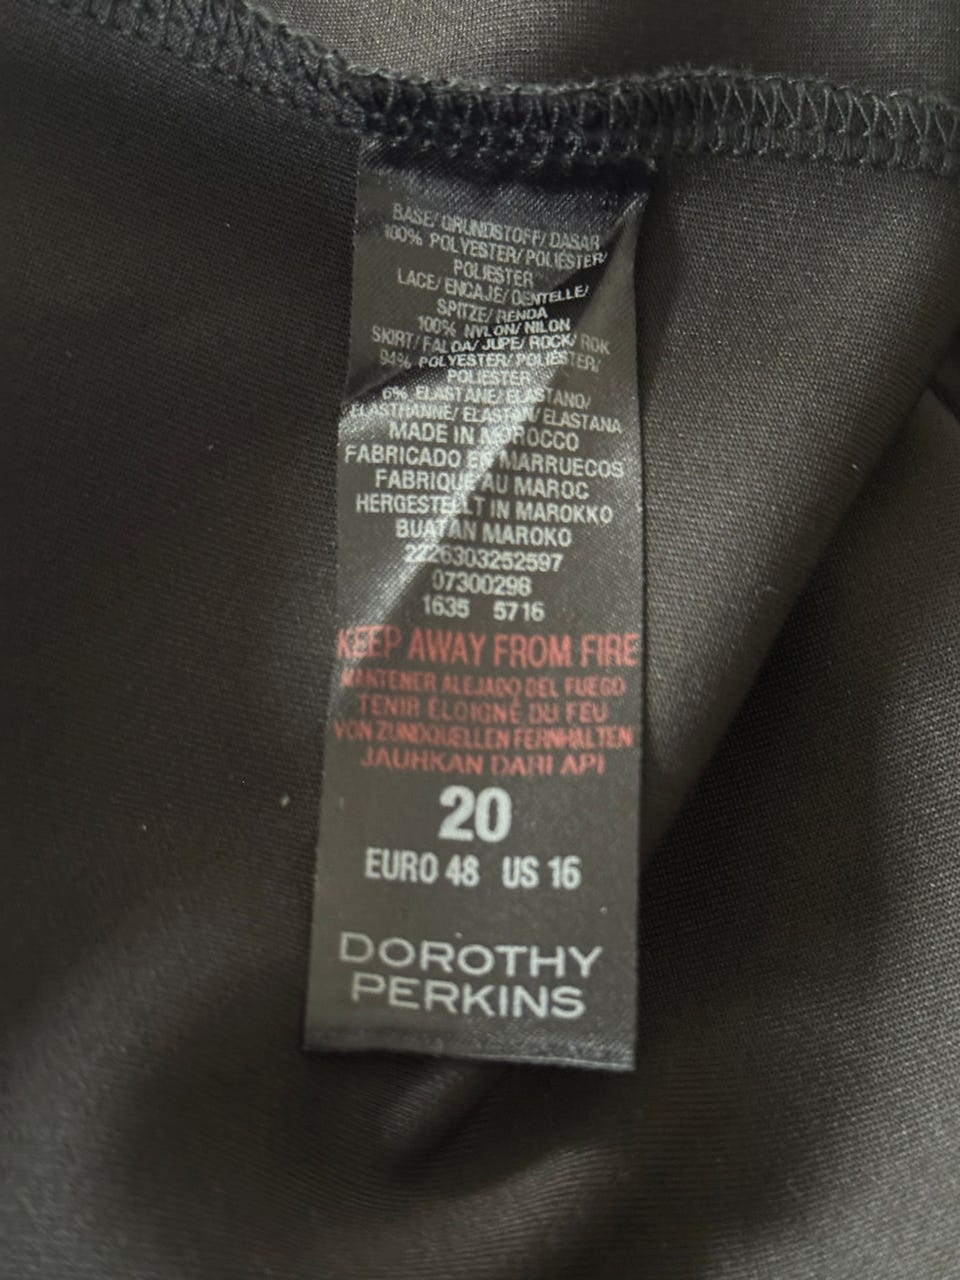 BASE/ GRUNDSTOFF/ DASAR
100% POLYESTER/ POLIÉSTER/
POLIESTER
LACE/ ENCAJE/ DENTELLE/
SPITZE/ RENDA
100% NYLON/ NILON
SKIRT/ FALDA/ JUPE/ ROCK/ ROK
94% POLYESTER/ POLIÉSTER/
POLIESTER
6% ELASTANE/ ELASTANO/
ELASTHANNE/ ELASTAN/ ELASTANA
MADE IN MOROCCO
FABRICADO EN MARRUECOS
FABRIQUÉ AU MAROC
HERGESTELLT IN MAROKKO
BUATAN MAROKO
2226303252597
07300298
1635 5716
KEEP AWAY FROM FIRE
MANTENER ALEJADO DEL FUEGO
TENIR ÉLOIGNÉ DU FEU
VON ZUNDQUELLEN FERNHALTEN
JAUHKAN DARI API
20
EURO 48 US 16
DOROTHY
PERKINS